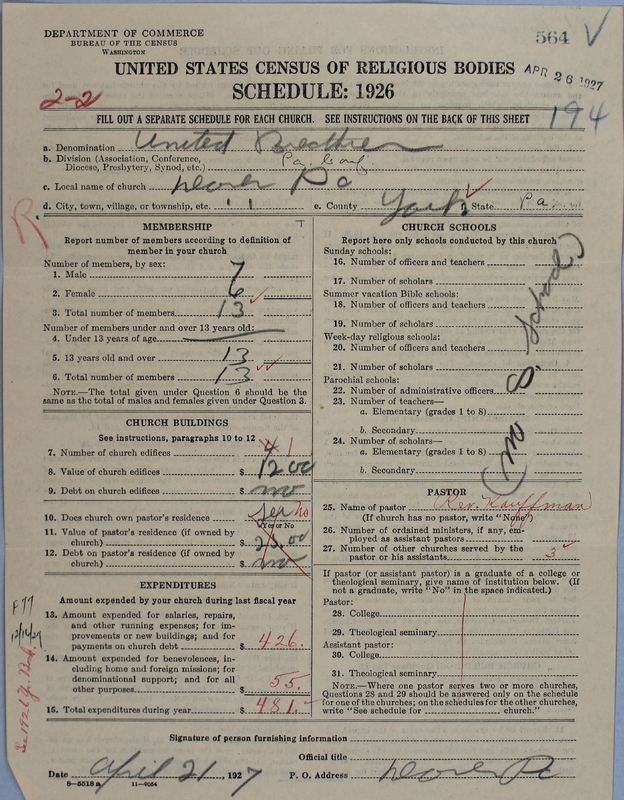 DEPARTMENT OF COMMERCE
BUREAU OF THE CENSUS
WASHINGTON
564 V
UNITED STATES CENSUS OF RELIGIOUS BODIES
APR 26 1927
SCHEDULE: 1926
2-2
FILL OUT A SEPARATE SCHEDULE FOR EACH CHURCH. SEE INSTRUCTIONS ON THE BACK OF THIS SHEET
194
a. Denomination United Brethren
b. Division (Association, Conference, Diocese, Presbytery, Synod, etc.) Pa. Conf.
c. Local name of church Dover Pa
d. City, town, village, or township, etc. " e. County York State Pa.
R
MEMBERSHIP
Report number of members according to definition of
member in your church
Number of members, by sex:
1. Male 7
2. Female 6
3. Total number of members 13
Number of members under and over 13 years old:
4. Under 13 years of age
5. 13 years old and over 13
6. Total number of members 13
NOTE.—The total given under Question 6 should be the
same as the total of males and females given under Question 3.
CHURCH BUILDINGS
See instructions, paragraphs 10 to 12
7. Number of church edifices 1
8. Value of church edifices $ 1200
9. Debt on church edifices $ no
10. Does church own pastor's residence yes no
(Yes or No)
11. Value of pastor's residence (if owned by
church) $ 25.00
12. Debt on pastor's residence (if owned by
church) $ no
EXPENDITURES
Amount expended by your church during last fiscal year
13. Amount expended for salaries, repairs,
and other running expenses; for im-
provements or new buildings; and for
payments on church debt $ 426.
14. Amount expended for benevolences, in-
cluding home and foreign missions; for
denominational support; and for all
other purposes $ 55.
15. Total expenditures during year $ 481.
CHURCH SCHOOLS
Report here only schools conducted by this church
Sunday schools:
16. Number of officers and teachers
17. Number of scholars
Summer vacation Bible schools:
18. Number of officers and teachers
19. Number of scholars
Week-day religious schools:
20. Number of officers and teachers
21. Number of scholars
Parochial schools:
22. Number of administrative officers
23. Number of teachers—
a. Elementary (grades 1 to 8)
b. Secondary
24. Number of scholars—
a. Elementary (grades 1 to 8)
b. Secondary
(no S. School)
PASTOR
25. Name of pastor Rev. Kauffman
(If church has no pastor, write "None")
26. Number of ordained ministers, if any, em-
ployed as assistant pastors
27. Number of other churches served by the
pastor or his assistants 3
If pastor (or assistant pastor) is a graduate of a college or
theological seminary, give name of institution below. (If
not a graduate, write "No" in the space indicated.)
Pastor:
28. College
29. Theological seminary
Assistant pastor:
30. College
31. Theological seminary
NOTE.—Where one pastor serves two or more churches,
Questions 28 and 29 should be answered only on the schedule
for one of the churches; on the schedules for the other churches,
write "See schedule for church."
F 77
12/16/27
Signature of person furnishing information
Official title
Date April 21, 1927 P. O. Address Dover Pa
8—5518a 11—9064